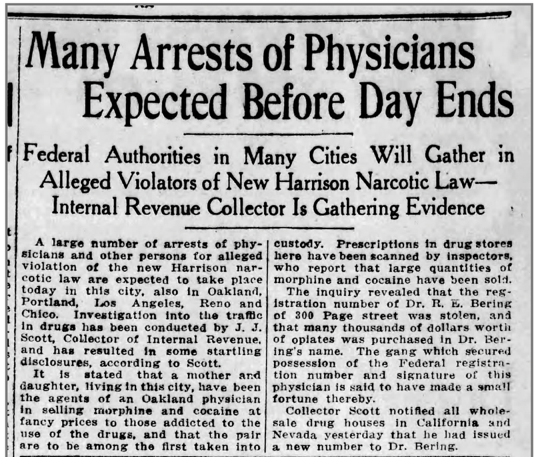 Many Arrests of Physicians
Expected Before Day Ends
Federal Authorities in Many Cities Will Gather in
Alleged Violators of New Harrison Narcotic Law—
Internal Revenue Collector Is Gathering Evidence
A large number of arrests of phy-
sicians and other persons for alleged
violation of the new Harrison nar-
cotic law are expected to take place
today in this city, also in Oakland,
Portland, Los Angeles, Reno and
Chico. Investigation into the traffic
in drugs has been conducted by J. J.
Scott, Collector of Internal Revenue,
and has resulted in some startling
disclosures, according to Scott.
It is stated that a mother and
daughter, living in this city, have been
the agents of an Oakland physician
in selling morphine and cocaine at
fancy prices to those addicted to the
use of the drugs, and that the pair
are to be among the first taken into
custody. Prescriptions in drug stores
here have been scanned by inspectors,
who report that large quantities of
morphine and cocaine have been sold.
The inquiry revealed that the reg-
istration number of Dr. R. E. Bering
of 300 Page street was stolen, and
that many thousands of dollars worth
of opiates was purchased in Dr. Ber-
ing's name. The gang which secured
possession of the Federal registra-
tion number and signature of this
physician is said to have made a small
fortune thereby.
Collector Scott notified all whole-
sale drug houses in California and
Nevada yesterday that he had issued
a new number to Dr. Bering.